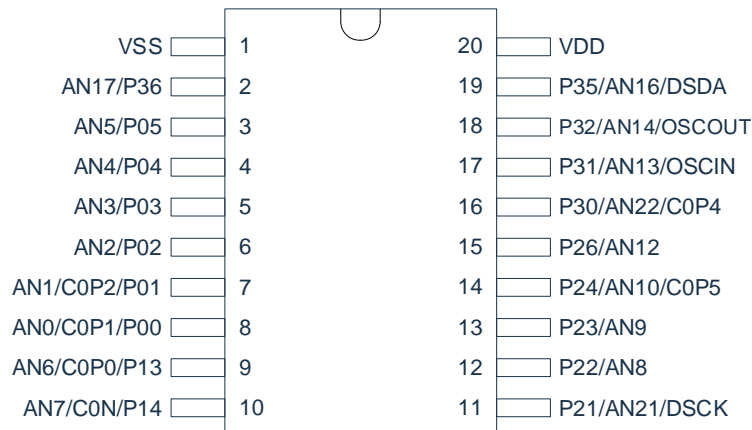 VSS 1 20 VDD
AN17/P36 2 19 P35/AN16/DSDA
AN5/P05 3 18 P32/AN14/OSCOUT
AN4/P04 4 17 P31/AN13/OSCIN
AN3/P03 5 16 P30/AN22/C0P4
AN2/P02 6 15 P26/AN12
AN1/C0P2/P01 7 14 P24/AN10/C0P5
AN0/C0P1/P00 8 13 P23/AN9
AN6/C0P0/P13 9 12 P22/AN8
AN7/C0N/P14 10 11 P21/AN21/DSCK